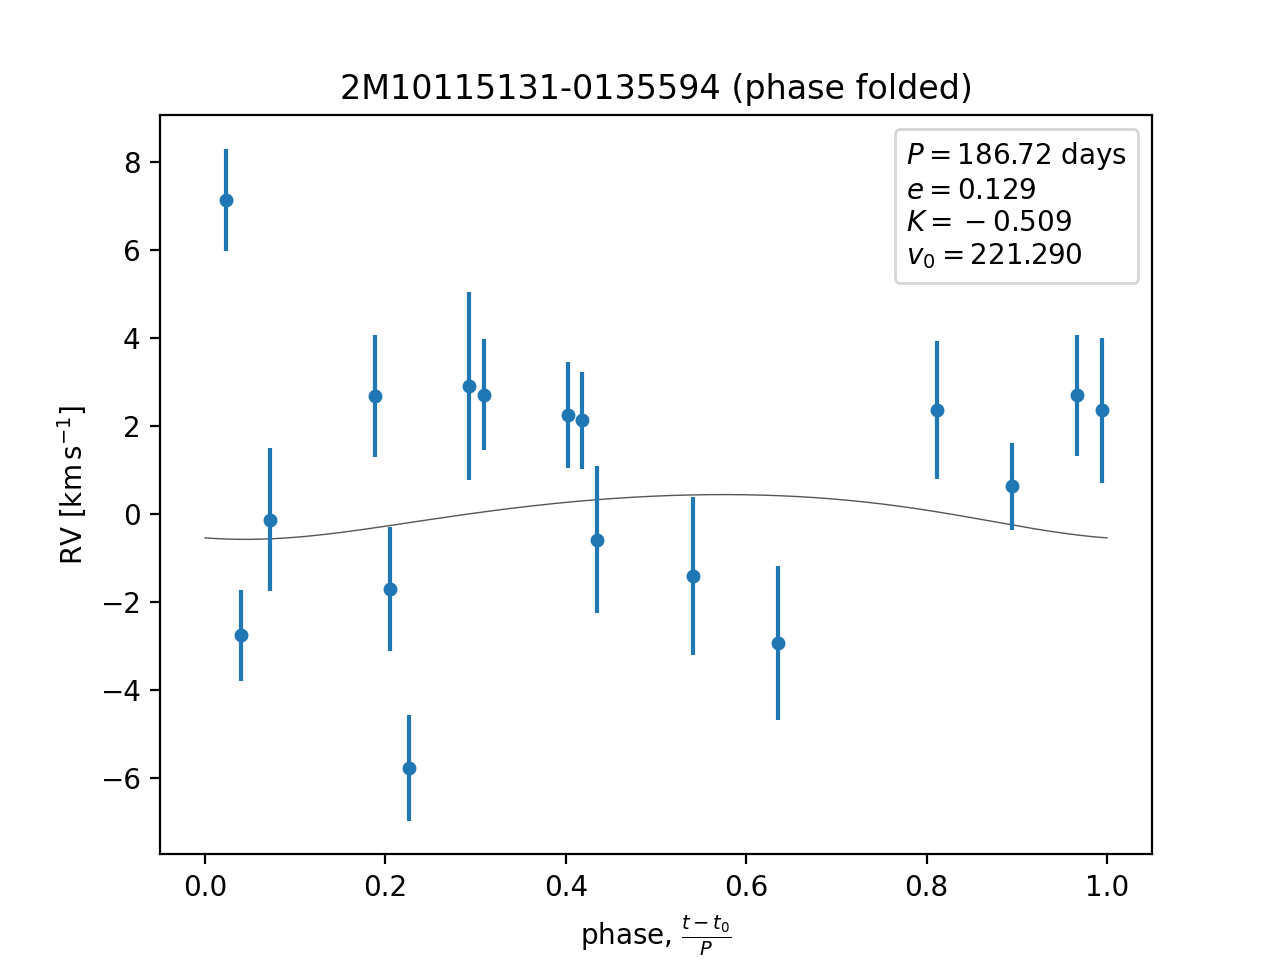 2M10115131-0135594 (phase folded)
P = 186.72 days
e = 0.129
K = −0.509
v₀ = 221.290
8
6
4
2
0
−2
−4
−6
RV [km s⁻¹]
0.0 0.2 0.4 0.6 0.8 1.0
phase, (t − t₀)/P